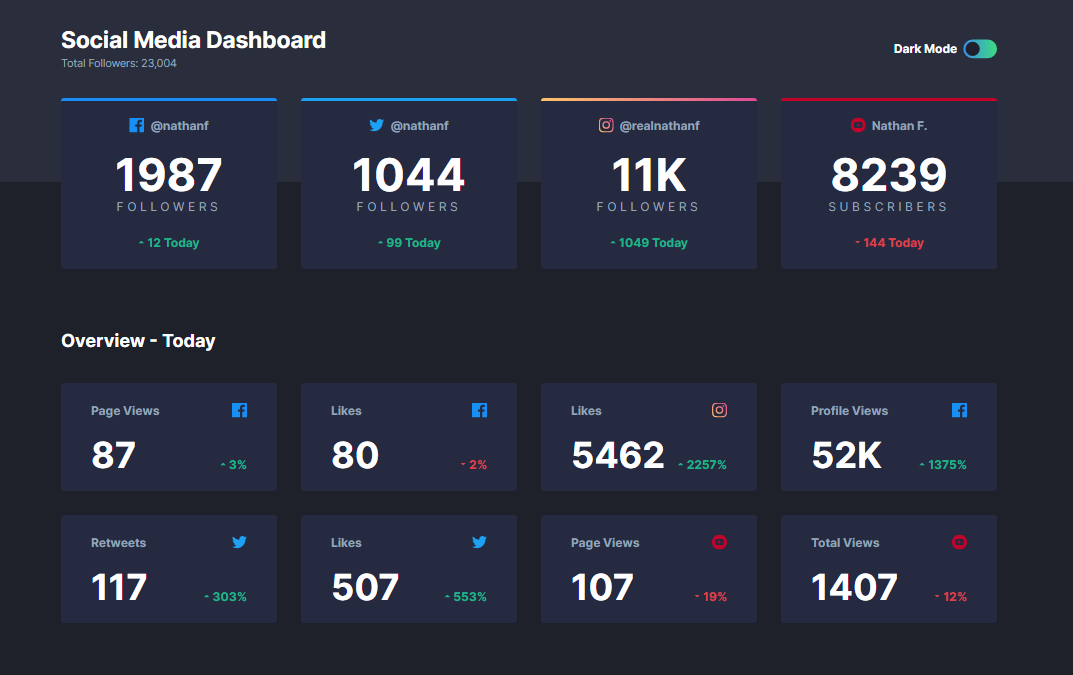 Social Media Dashboard
Total Followers: 23,004
Dark Mode
@nathanf
1987
FOLLOWERS
12 Today
@nathanf
1044
FOLLOWERS
99 Today
@realnathanf
11K
FOLLOWERS
1049 Today
Nathan F.
8239
SUBSCRIBERS
144 Today
Overview - Today
Page Views
87
3%
Likes
80
2%
Likes
5462
2257%
Profile Views
52K
1375%
Retweets
117
303%
Likes
507
553%
Page Views
107
19%
Total Views
1407
12%